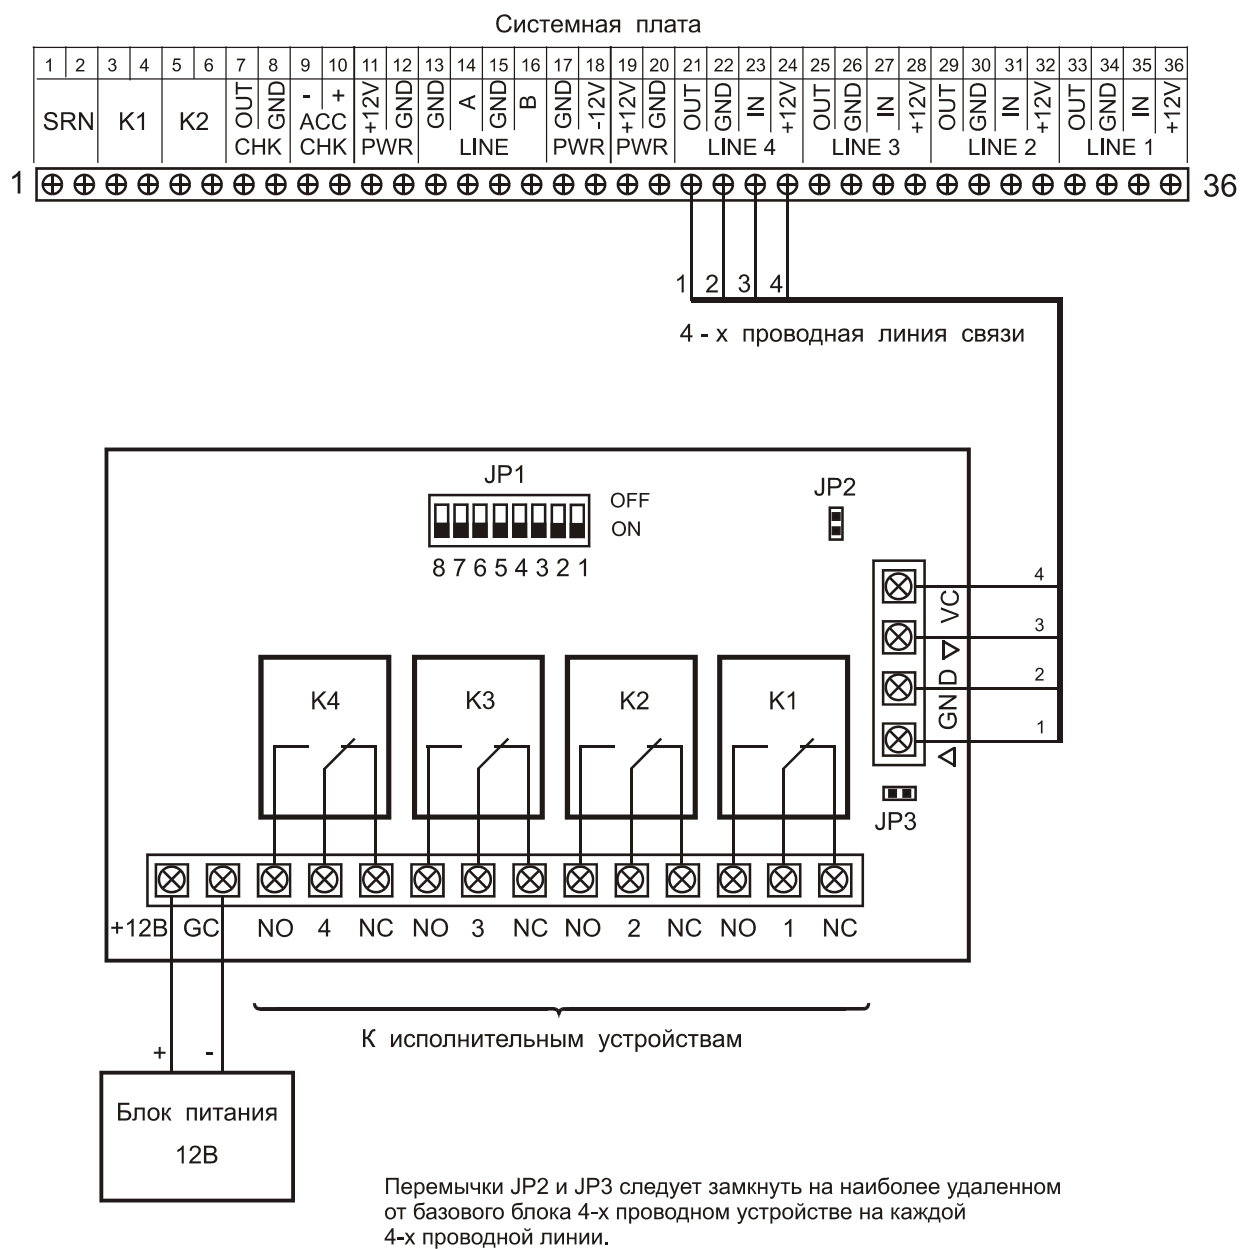 Системная плата
1 2 3 4 5 6 7 8 9 10 11 12 13 14 15 16 17 18 19 20 21 22 23 24 25 26 27 28 29 30 31 32 33 34 35 36
OUT GND - + +12V GND GND A GND B GND -12V +12V GND OUT GND IN +12V OUT GND IN +12V OUT GND IN +12V OUT GND IN +12V
SRN K1 K2 CHK ACC CHK PWR LINE PWR PWR LINE 4 LINE 3 LINE 2 LINE 1
1 36
1 2 3 4
4 - х проводная линия связи
JP1
OFF
ON
8 7 6 5 4 3 2 1
JP2
4
3
2
1
VC
GND
JP3
K4 K3 K2 K1
+12В GC NO 4 NC NO 3 NC NO 2 NC NO 1 NC
К исполнительным устройствам
+ -
Блок питания
12В
Перемычки JP2 и JP3 следует замкнуть на наиболее удаленном
от базового блока 4-х проводном устройстве на каждой
4-х проводной линии.